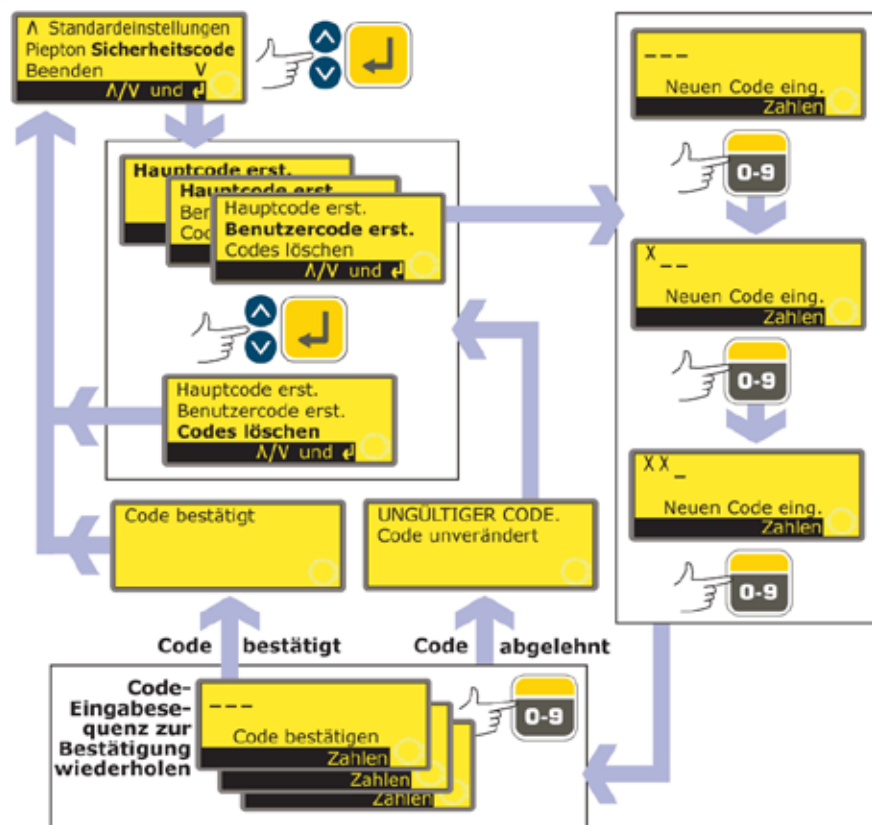 Λ Standardeinstellungen
Piepton Sicherheitscode
Beenden V
Λ/V und ↲
Hauptcode erst.
Hauptcode erst.
Ben
Coc
Hauptcode erst.
Benutzercode erst.
Codes löschen
Λ/V und ↲
Hauptcode erst.
Benutzercode erst.
Codes löschen
Λ/V und ↲
_ _ _
Neuen Code eing.
Zahlen
0-9
X _ _
Neuen Code eing.
Zahlen
0-9
X X _
Neuen Code eing.
Zahlen
0-9
Code bestätigt
UNGÜLTIGER CODE.
Code unverändert
Code bestätigt
Code abgelehnt
Code-
Eingabese-
quenz zur
Bestätigung
wiederholen
_ _ _
Code bestätigen
Zahlen
Zahlen
Zahlen
0-9